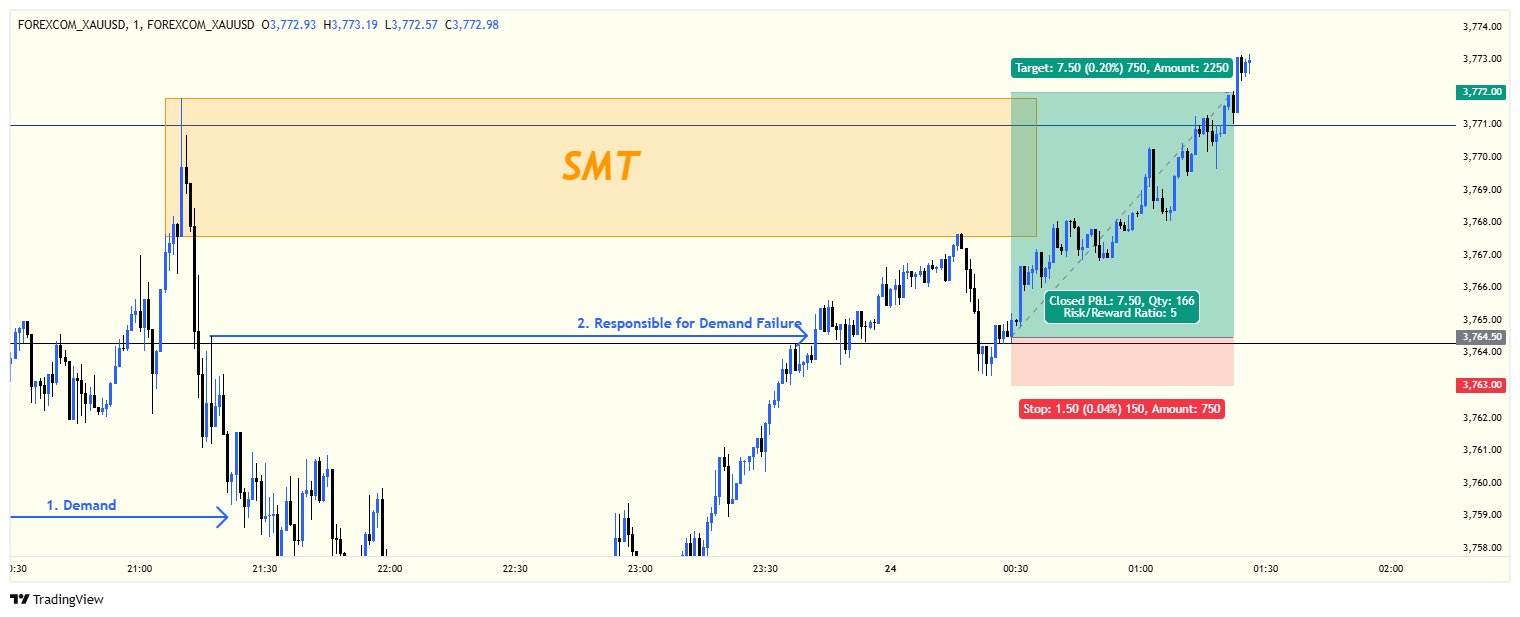 FOREXCOM_XAUUSD, 1, FOREXCOM_XAUUSD O3,772.93 H3,773.19 L3,772.57 C3,772.98
3,774.00
Target: 7.50 (0.20%) 750, Amount: 2250
3,773.00
3,772.00
3,771.00
SMT
3,770.00
3,769.00
3,768.00
3,767.00
3,766.00
Closed P&L: 7.50, Qty: 166
Risk/Reward Ratio: 5
3,765.00
2. Responsible for Demand Failure
3,764.50
3,764.00
3,763.00
Stop: 1.50 (0.04%) 150, Amount: 750
3,762.00
3,761.00
3,760.00
1. Demand
3,759.00
3,758.00
:30 21:00 21:30 22:00 22:30 23:00 23:30 24 00:30 01:00 01:30 02:00
TradingView